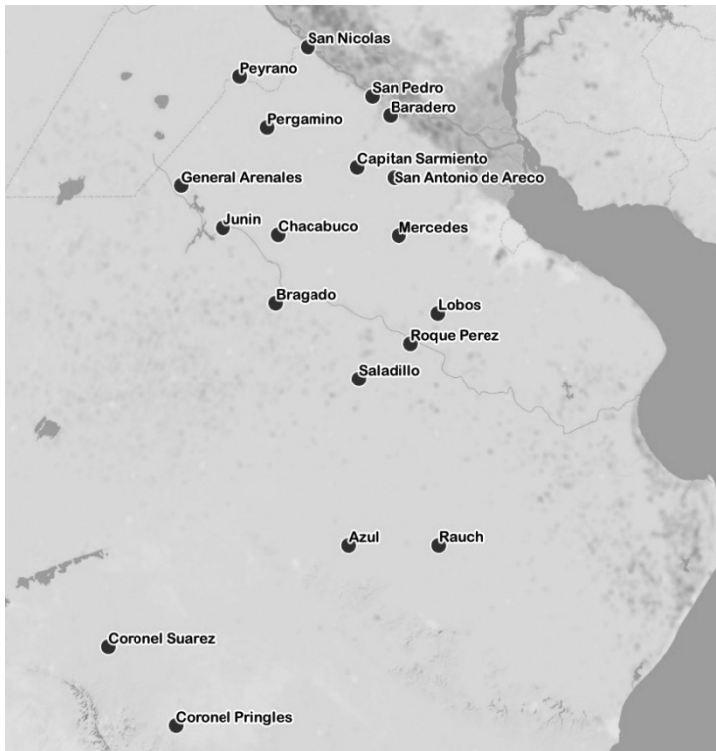 San Nicolas
Peyrano
San Pedro
Baradero
Pergamino
Capitan Sarmiento
San Antonio de Areco
General Arenales
Junin
Chacabuco
Mercedes
Bragado
Lobos
Roque Perez
Saladillo
Azul
Rauch
Coronel Suarez
Coronel Pringles